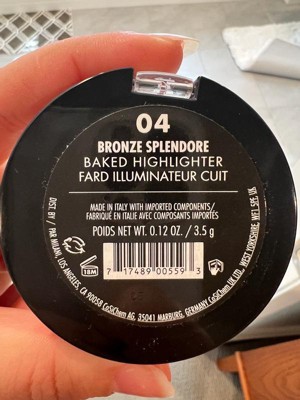 04
BRONZE SPLENDORE
BAKED HIGHLIGHTER
FARD ILLUMINATEUR CUIT
MADE IN ITALY WITH IMPORTED COMPONENTS/
FABRIQUÉ EN ITALIE AVEC COMPOSANTS IMPORTÉS
POIDS NET WT. 0.12 OZ. / 3.5 g
18M
7 17489 00559 3
DIST. BY / PAR MILANI, LOS ANGELES, CA 90058 CoSiChem AG, 35041 MARBURG, GERMANY CoSiChem UK LTD. WEST YORKSHIRE WF1 5PE UK